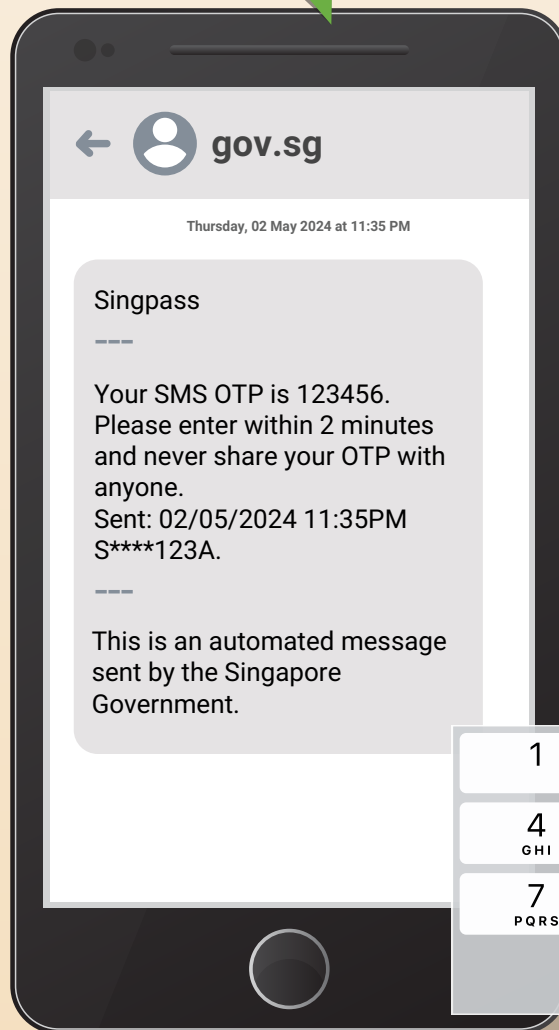 gov.sg
Thursday, 02 May 2024 at 11:35 PM
Singpass
---
Your SMS OTP is 123456.
Please enter within 2 minutes
and never share your OTP with
anyone.
Sent: 02/05/2024 11:35PM
S****123A.
---
This is an automated message
sent by the Singapore
Government.
1
4
GHI
7
PQRS